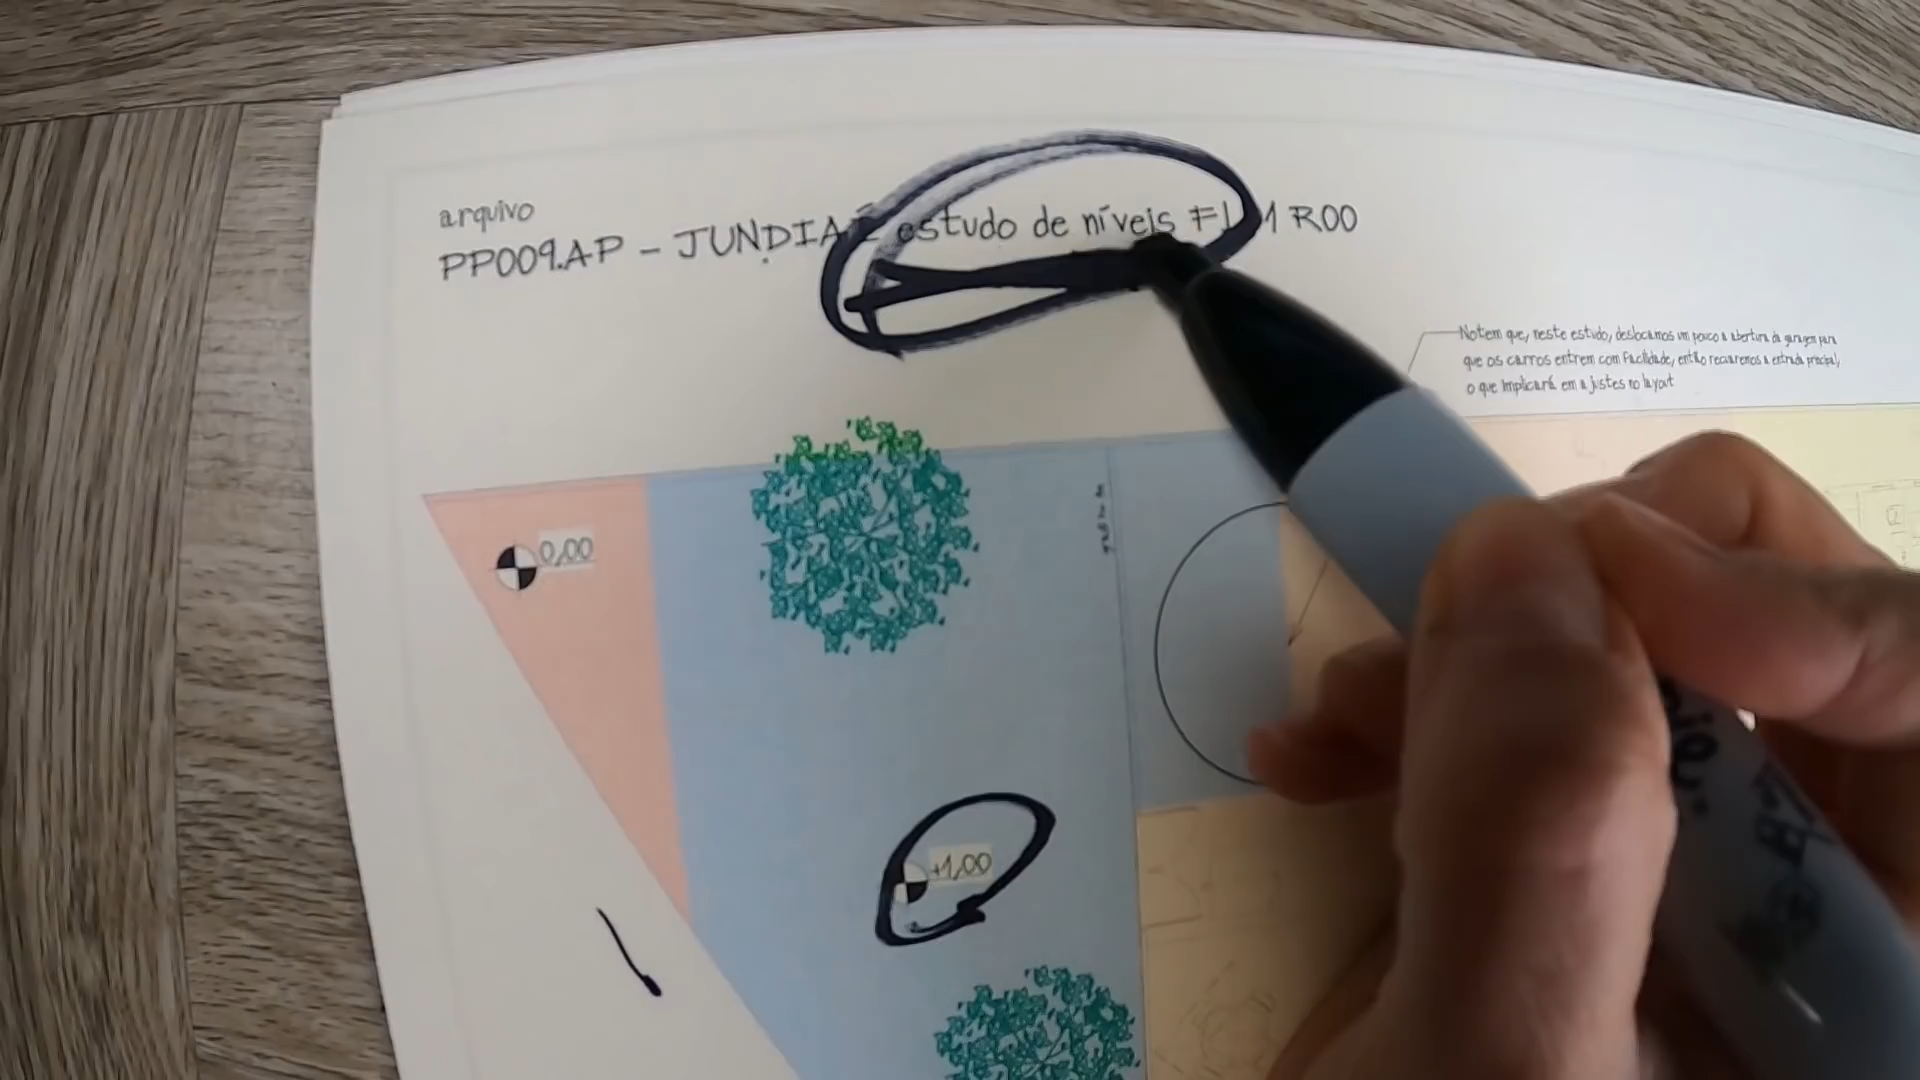 arquivo
PP009.AP - JUNDIAÍ estudo de níveis R00
Notem que, neste estudo, deslocamos um pouco a abertura da garagem para
que os carros entrem com facilidade, então recuaremos a entrada principal,
o que implicará em ajustes no layout
0,00
+1,00